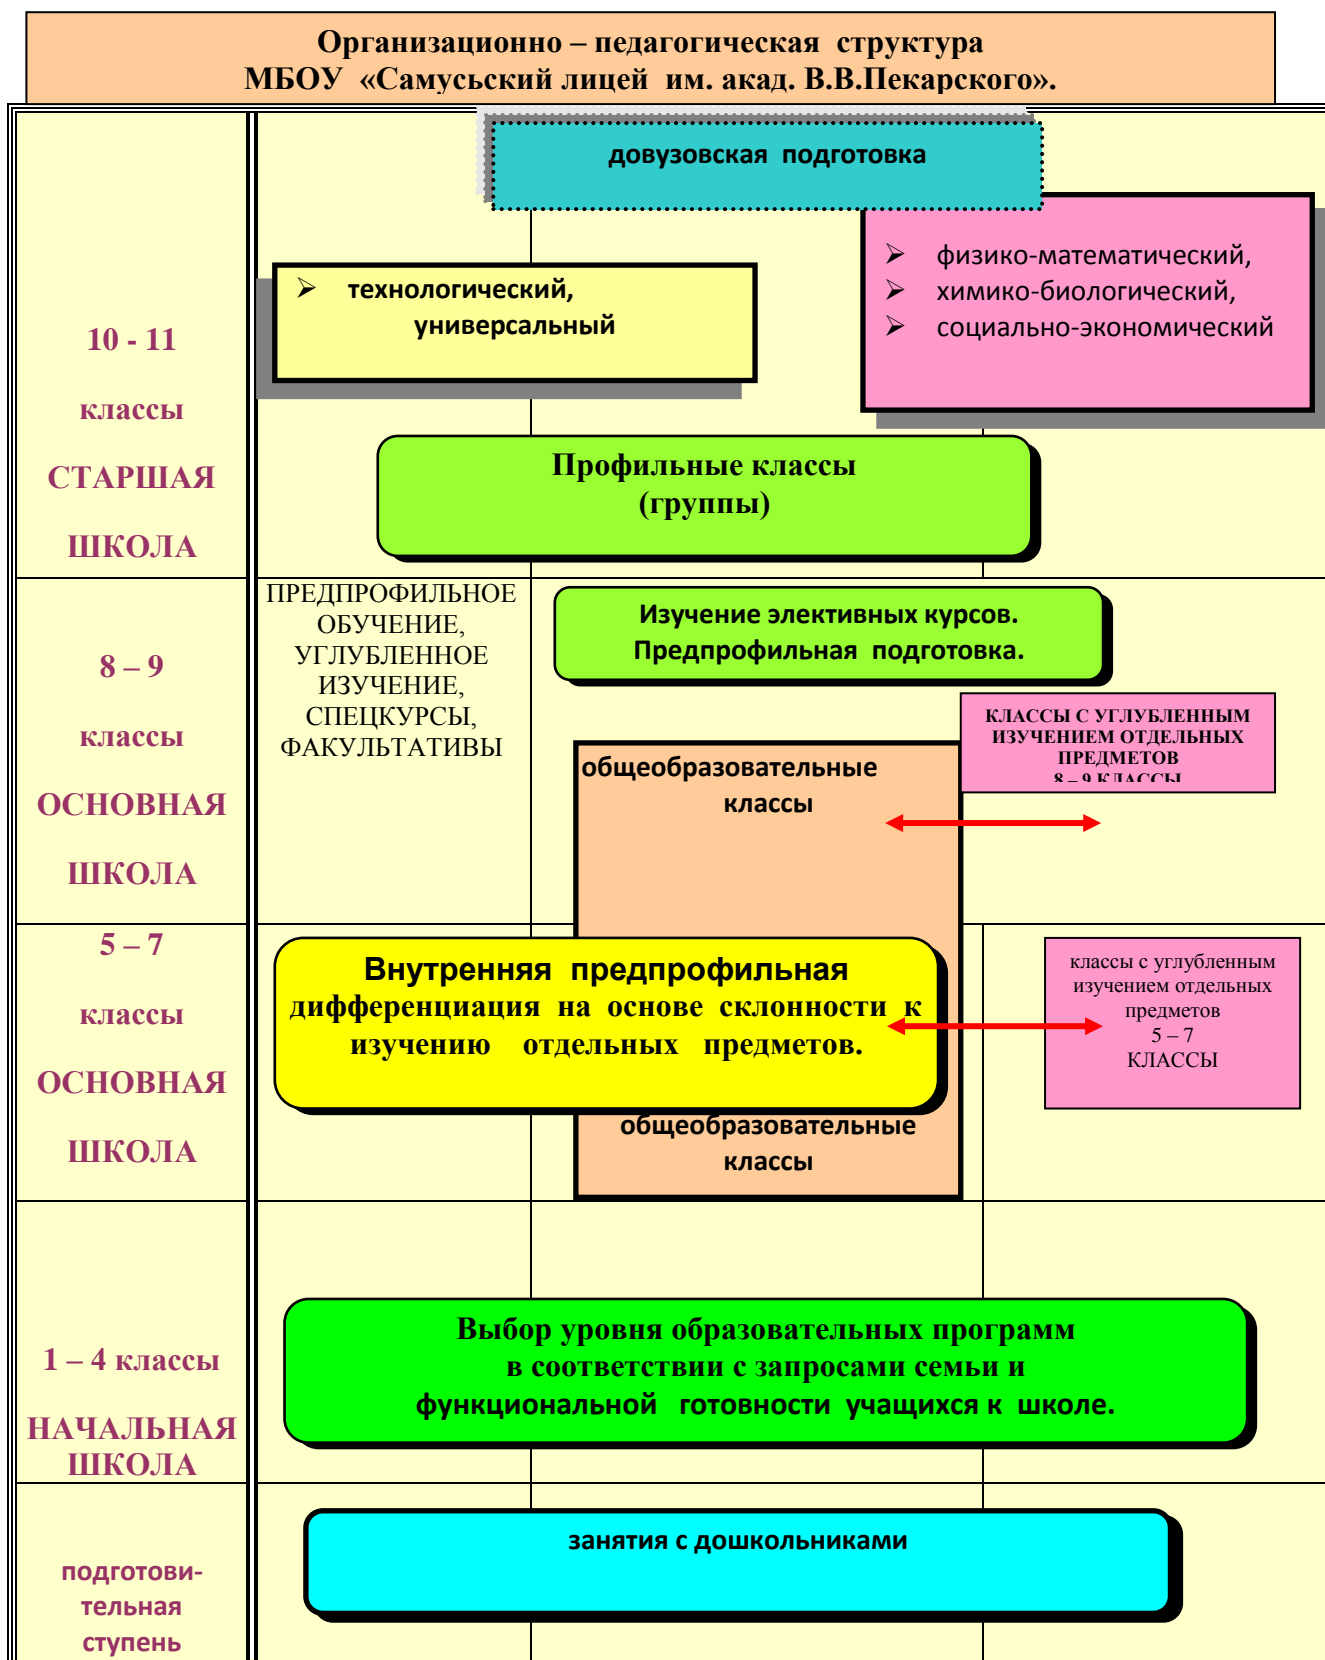 Организационно – педагогическая структура
МБОУ «Самусьский лицей им. акад. В.В.Пекарского».
довузовская подготовка
➢ физико-математический,
➢ химико-биологический,
➢ социально-экономический
➢ технологический,
универсальный
10 - 11
классы
СТАРШАЯ
ШКОЛА
Профильные классы
(группы)
8 – 9
классы
ОСНОВНАЯ
ШКОЛА
ПРЕДПРОФИЛЬНОЕ
ОБУЧЕНИЕ,
УГЛУБЛЕННОЕ
ИЗУЧЕНИЕ,
СПЕЦКУРСЫ,
ФАКУЛЬТАТИВЫ
Изучение элективных курсов.
Предпрофильная подготовка.
КЛАССЫ С УГЛУБЛЕННЫМ
ИЗУЧЕНИЕМ ОТДЕЛЬНЫХ
ПРЕДМЕТОВ
8 – 9 КЛАССЫ
общеобразовательные
классы
5 – 7
классы
ОСНОВНАЯ
ШКОЛА
Внутренняя предпрофильная
дифференциация на основе склонности к
изучению отдельных предметов.
классы с углубленным
изучением отдельных
предметов
5 – 7
КЛАССЫ
общеобразовательные
классы
1 – 4 классы
НАЧАЛЬНАЯ
ШКОЛА
Выбор уровня образовательных программ
в соответствии с запросами семьи и
функциональной готовности учащихся к школе.
подготови-
тельная
ступень
занятия с дошкольниками